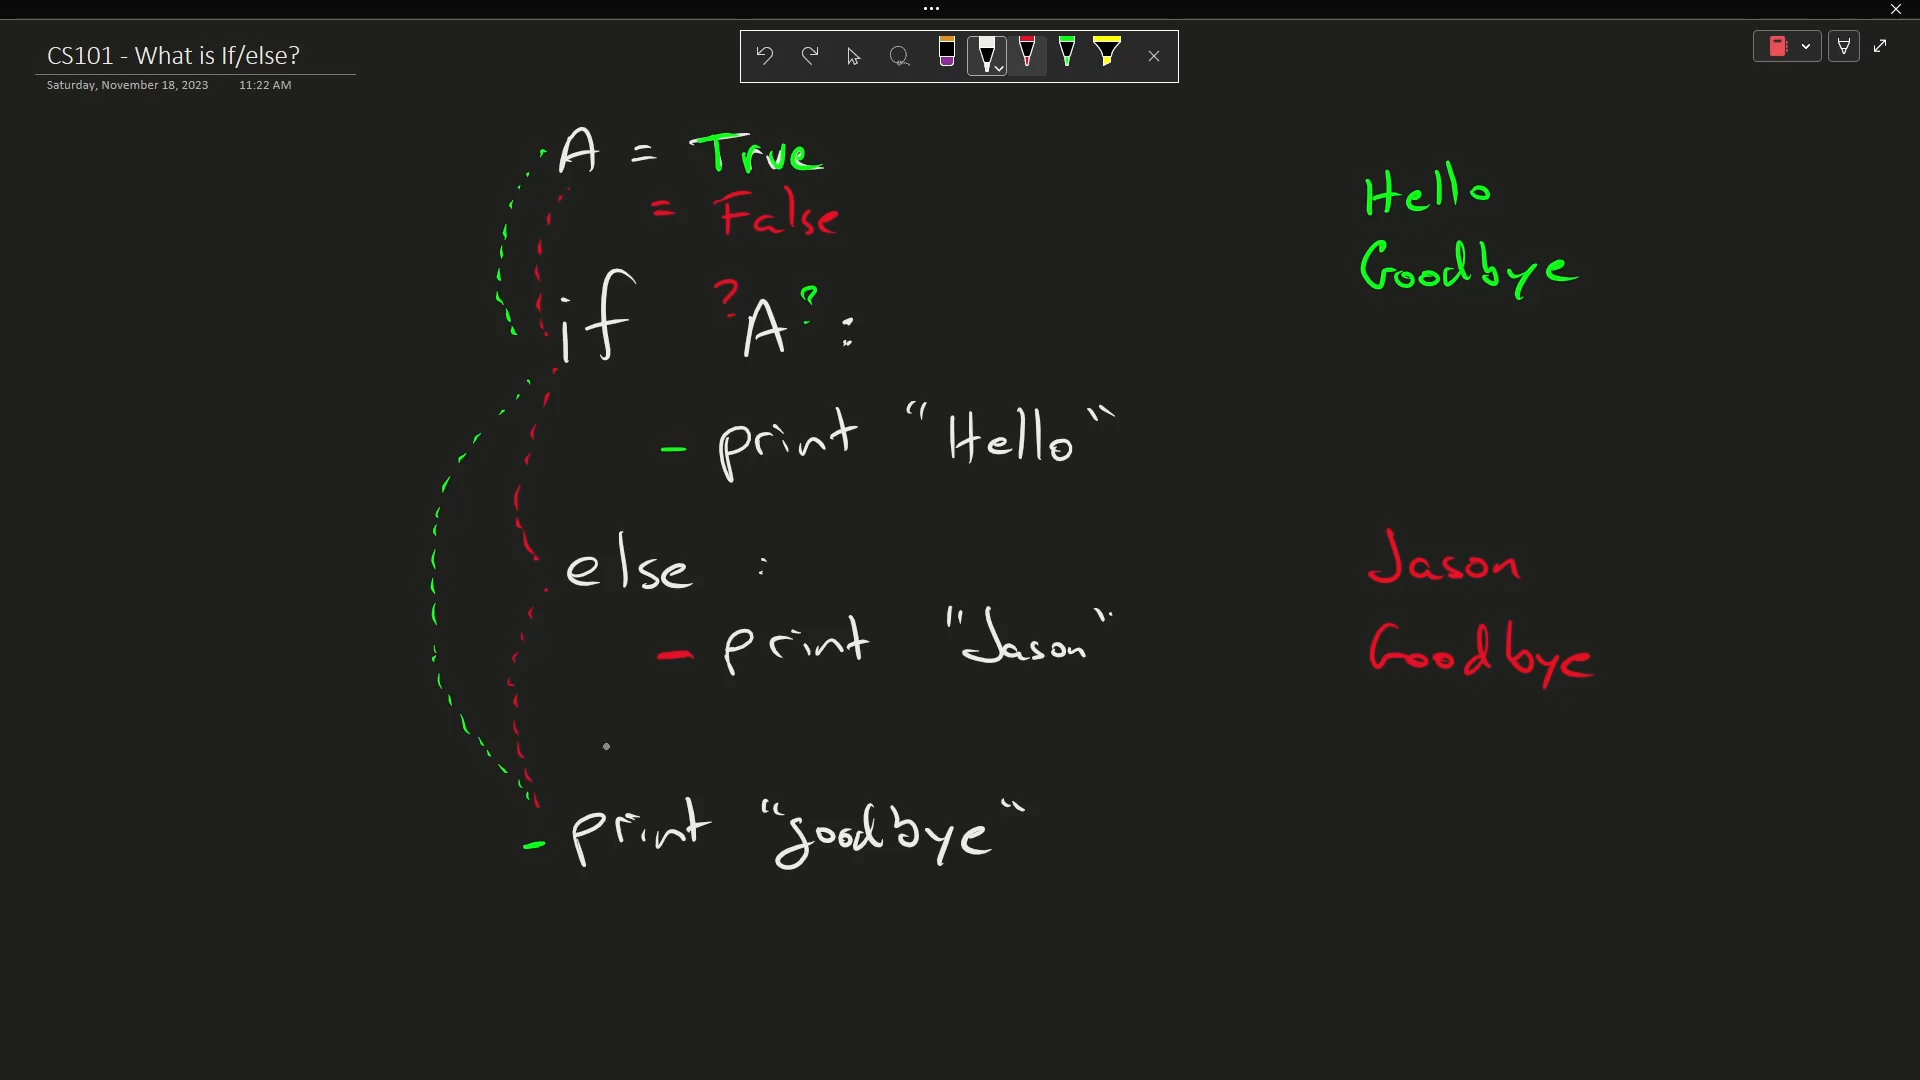 CS101 - What is If/else?
Saturday, November 18, 2023 11:22 AM
A = True
= False
if ? A ? :
- print "Hello"
else :
- print "Jason"
- print "goodbye"
Hello
Goodbye
Jason
Goodbye